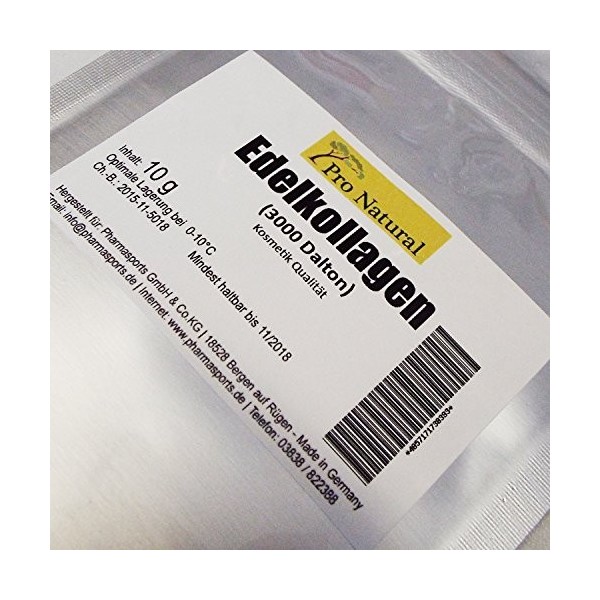 Pro Natural
Edelkollagen
(3000 Dalton)
Kosmetik Qualität
Inhalt: 10 g
Optimale Lagerung bei 0-10°C
Ch.-B.: 2015-11-5018
Mindest haltbar bis 11/2018
Hergestellt für: Pharmasports GmbH & Co.KG | 18528 Bergen auf Rügen - Made in Germany
Email: info@pharmasports.de | Internet: www.pharmasports.de | Telefon: 03838 / 822388